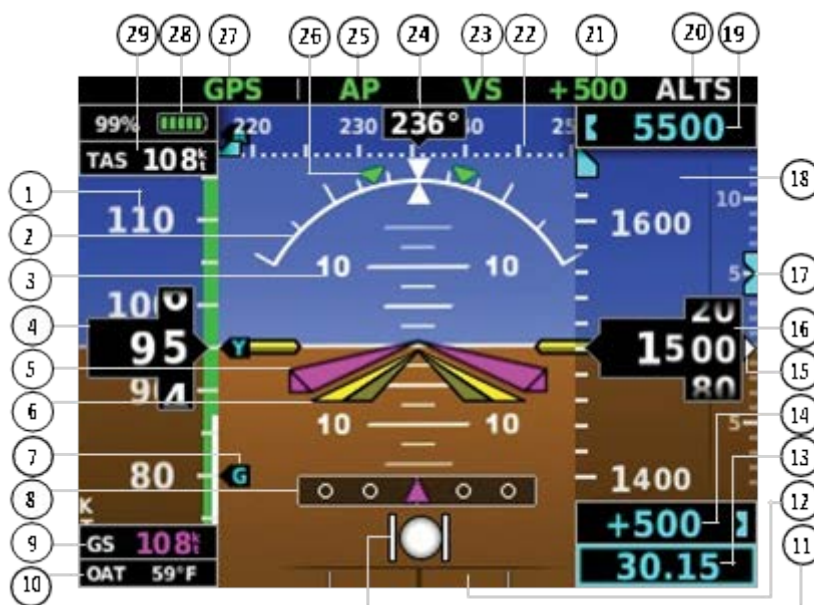 29 28 27 26 25 24 23 22 21 20 19
GPS AP VS +500 ALTS
99% 220 230 236° 5500
TAS 108kt
1 110 10 18
2 1600
3 10 10 5 17
4 95 20 16
1500 15
5 Y 80
6 14
10 10 5
7 80 G 13
8 1400
9 GS 108kt +500 12
10 OAT 59°F 30.15 11